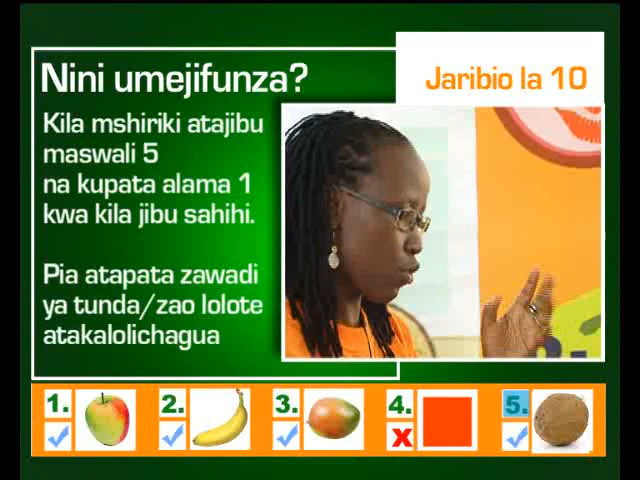 Nini umejifunza?
Jaribio la 10
Kila mshiriki atajibu
maswali 5
na kupata alama 1
kwa kila jibu sahihi.
Pia atapata zawadi
ya tunda/zao lolote
atakalolichagua
1. 2. 3. 4. 5.